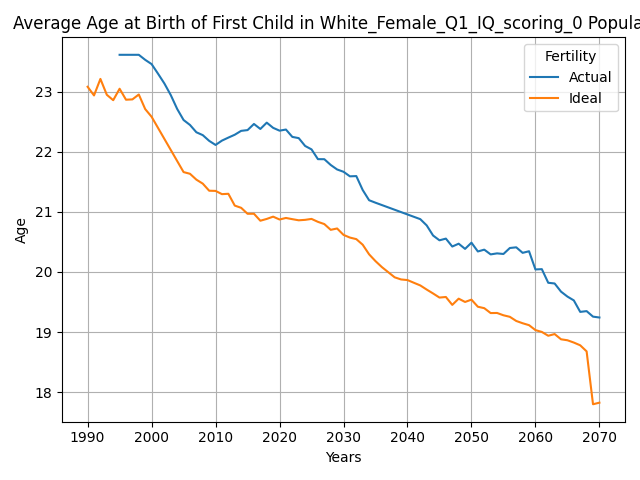 Average Age at Birth of First Child in White_Female_Q1_IQ_scoring_0 Popula
Fertility
Actual
Ideal
Age
23
22
21
20
19
18
1990 2000 2010 2020 2030 2040 2050 2060 2070
Years